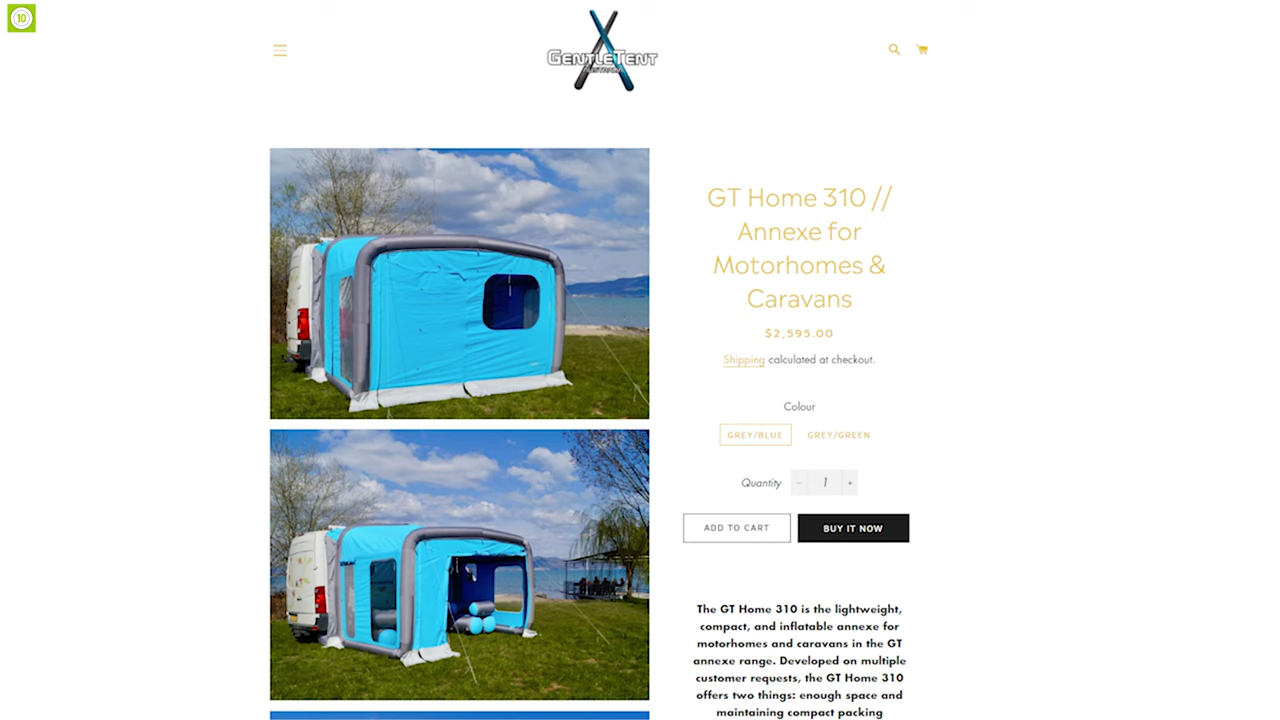 10
GENTLETENT
AUSTRALIA
GT Home 310 //
Annexe for
Motorhomes &
Caravans
$2,595.00
Shipping calculated at checkout.
Colour
GREY/BLUE GREY/GREEN
Quantity − 1 +
ADD TO CART BUY IT NOW
The GT Home 310 is the lightweight,
compact, and inflatable annexe for
motorhomes and caravans in the GT
annexe range. Developed on multiple
customer requests, the GT Home 310
offers two things: enough space and
maintaining compact packing